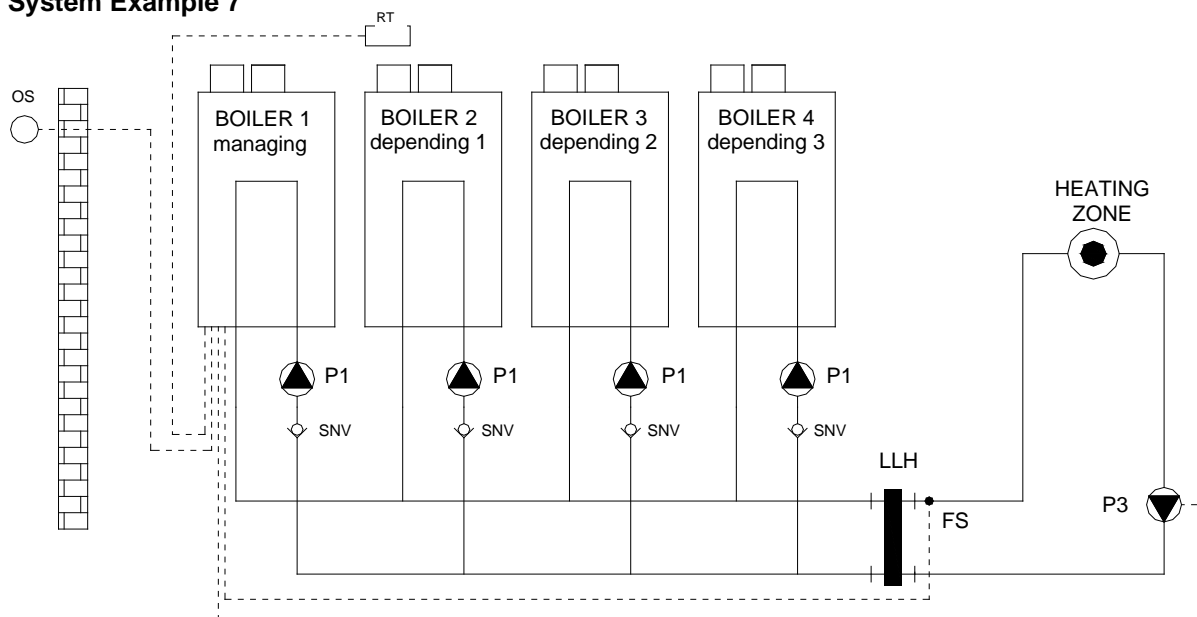 System Example 7
RT
OS
BOILER 1
managing
BOILER 2
depending 1
BOILER 3
depending 2
BOILER 4
depending 3
HEATING
ZONE
P1
P1
P1
P1
SNV
SNV
SNV
SNV
LLH
P3
FS